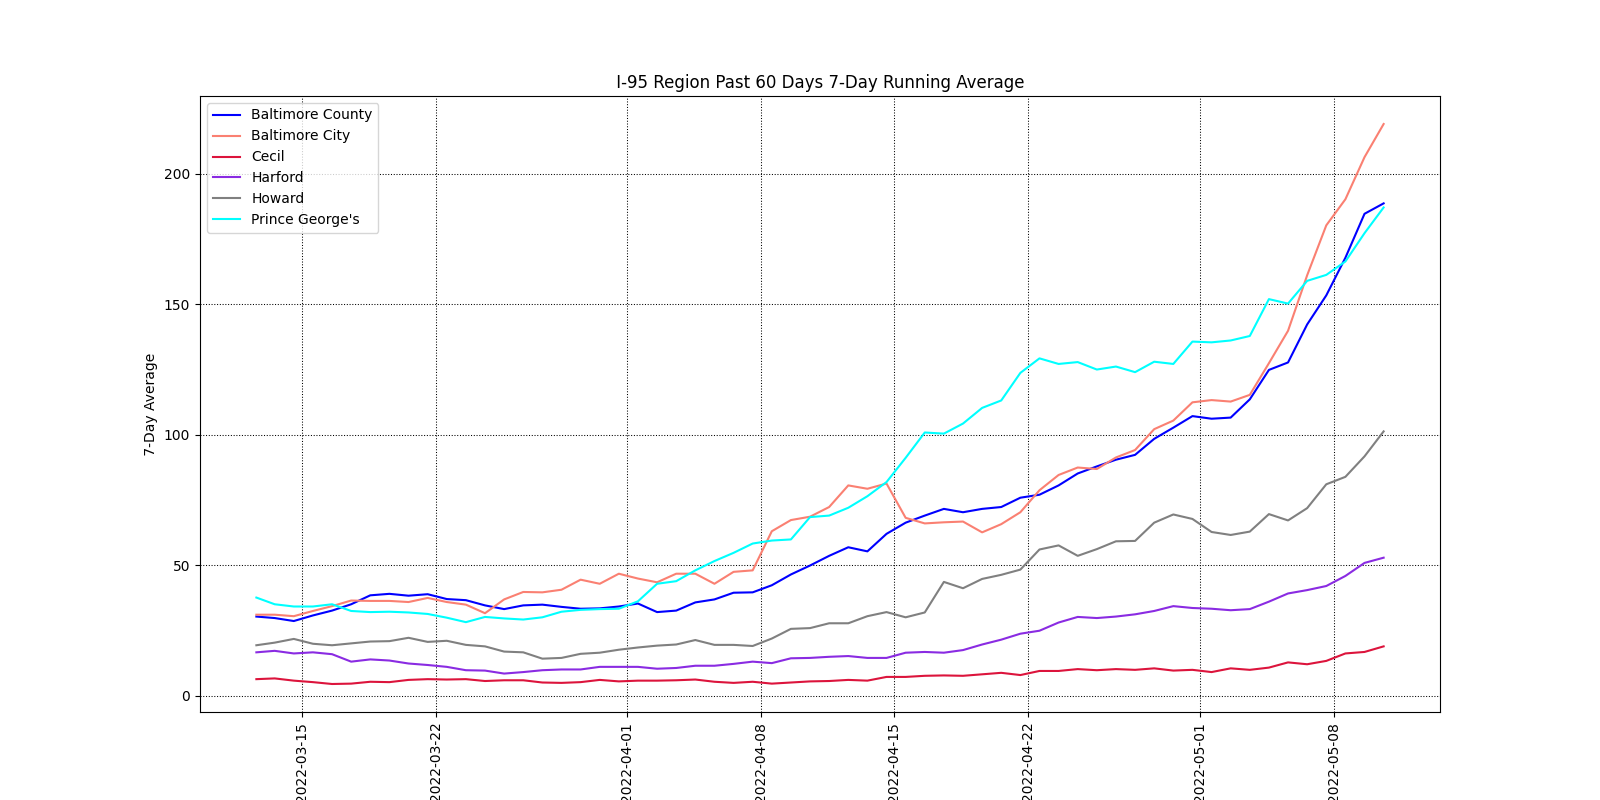 I-95 Region Past 60 Days 7-Day Running Average
Baltimore County
Baltimore City
Cecil
Harford
Howard
Prince George's
7-Day Average
200
150
100
50
0
2022-03-15
2022-03-22
2022-04-01
2022-04-08
2022-04-15
2022-04-22
2022-05-01
2022-05-08